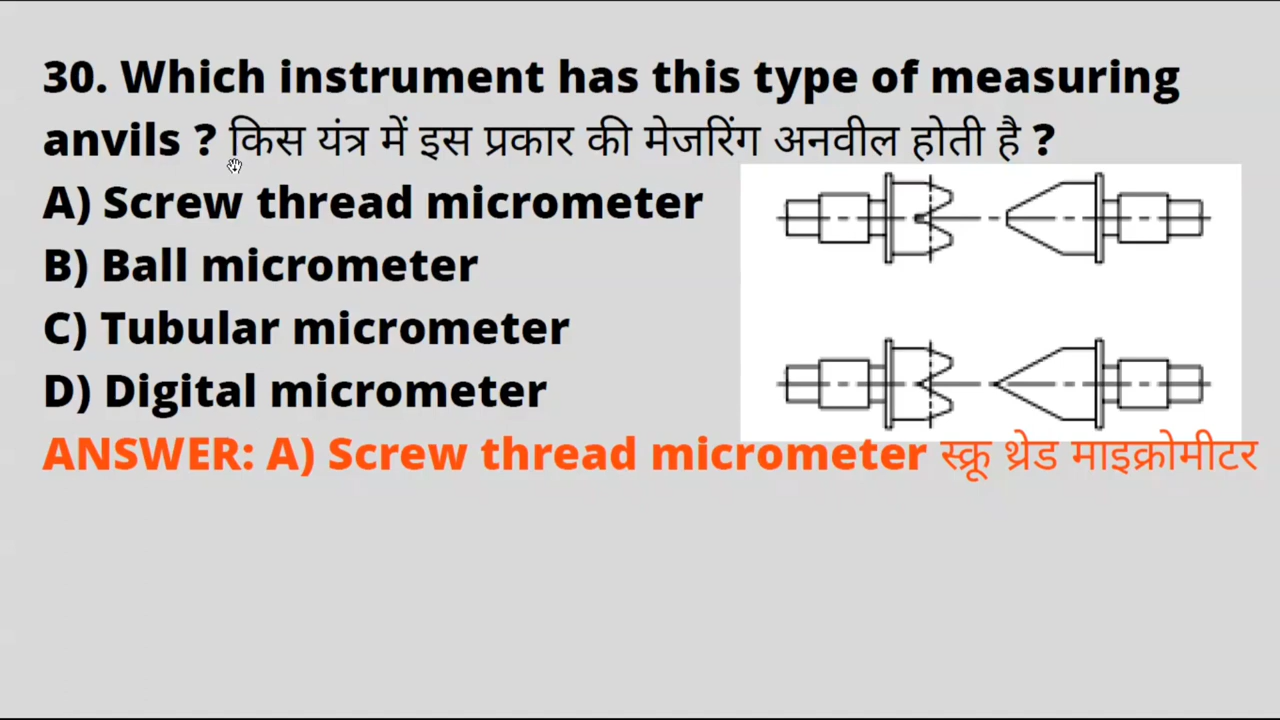 30. Which instrument has this type of measuring
anvils ? किस यंत्र में इस प्रकार की मेजरिंग अनवील होती है ?
A) Screw thread micrometer
B) Ball micrometer
C) Tubular micrometer
D) Digital micrometer
ANSWER: A) Screw thread micrometer स्क्रू थ्रेड माइक्रोमीटर